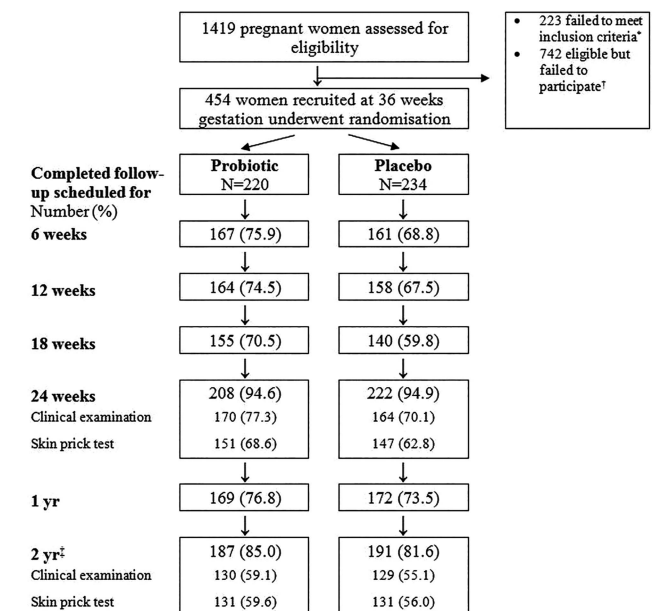 1419 pregnant women assessed for
eligibility
• 223 failed to meet
inclusion criteria*
• 742 eligible but
failed to
participate†
454 women recruited at 36 weeks
gestation underwent randomisation
Completed follow-
up scheduled for
Number (%)
Probiotic
N=220
Placebo
N=234
6 weeks
167 (75.9)
161 (68.8)
12 weeks
164 (74.5)
158 (67.5)
18 weeks
155 (70.5)
140 (59.8)
24 weeks
208 (94.6)
222 (94.9)
Clinical examination
170 (77.3)
164 (70.1)
Skin prick test
151 (68.6)
147 (62.8)
1 yr
169 (76.8)
172 (73.5)
2 yr‡
187 (85.0)
191 (81.6)
Clinical examination
130 (59.1)
129 (55.1)
Skin prick test
131 (59.6)
131 (56.0)